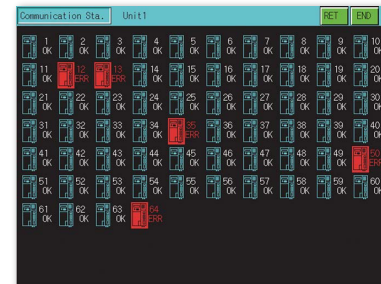 Communication Sta. Unit1 RET END
1 2 3 4 5 6 7 8 9 10
OK OK OK OK OK OK OK OK OK OK
11 12 13 14 15 16 17 18 19 20
OK ERR ERR OK OK OK OK OK OK OK
21 22 23 24 25 26 27 28 29 30
OK OK OK OK OK OK OK OK OK OK
31 32 33 34 35 36 37 38 39 40
OK OK OK OK ERR OK OK OK OK OK
41 42 43 44 45 46 47 48 49 50
OK OK OK OK OK OK OK OK OK ERR
51 52 53 54 55 56 57 58 59 60
OK OK OK OK OK OK OK OK OK OK
61 62 63 64
OK OK OK ERR